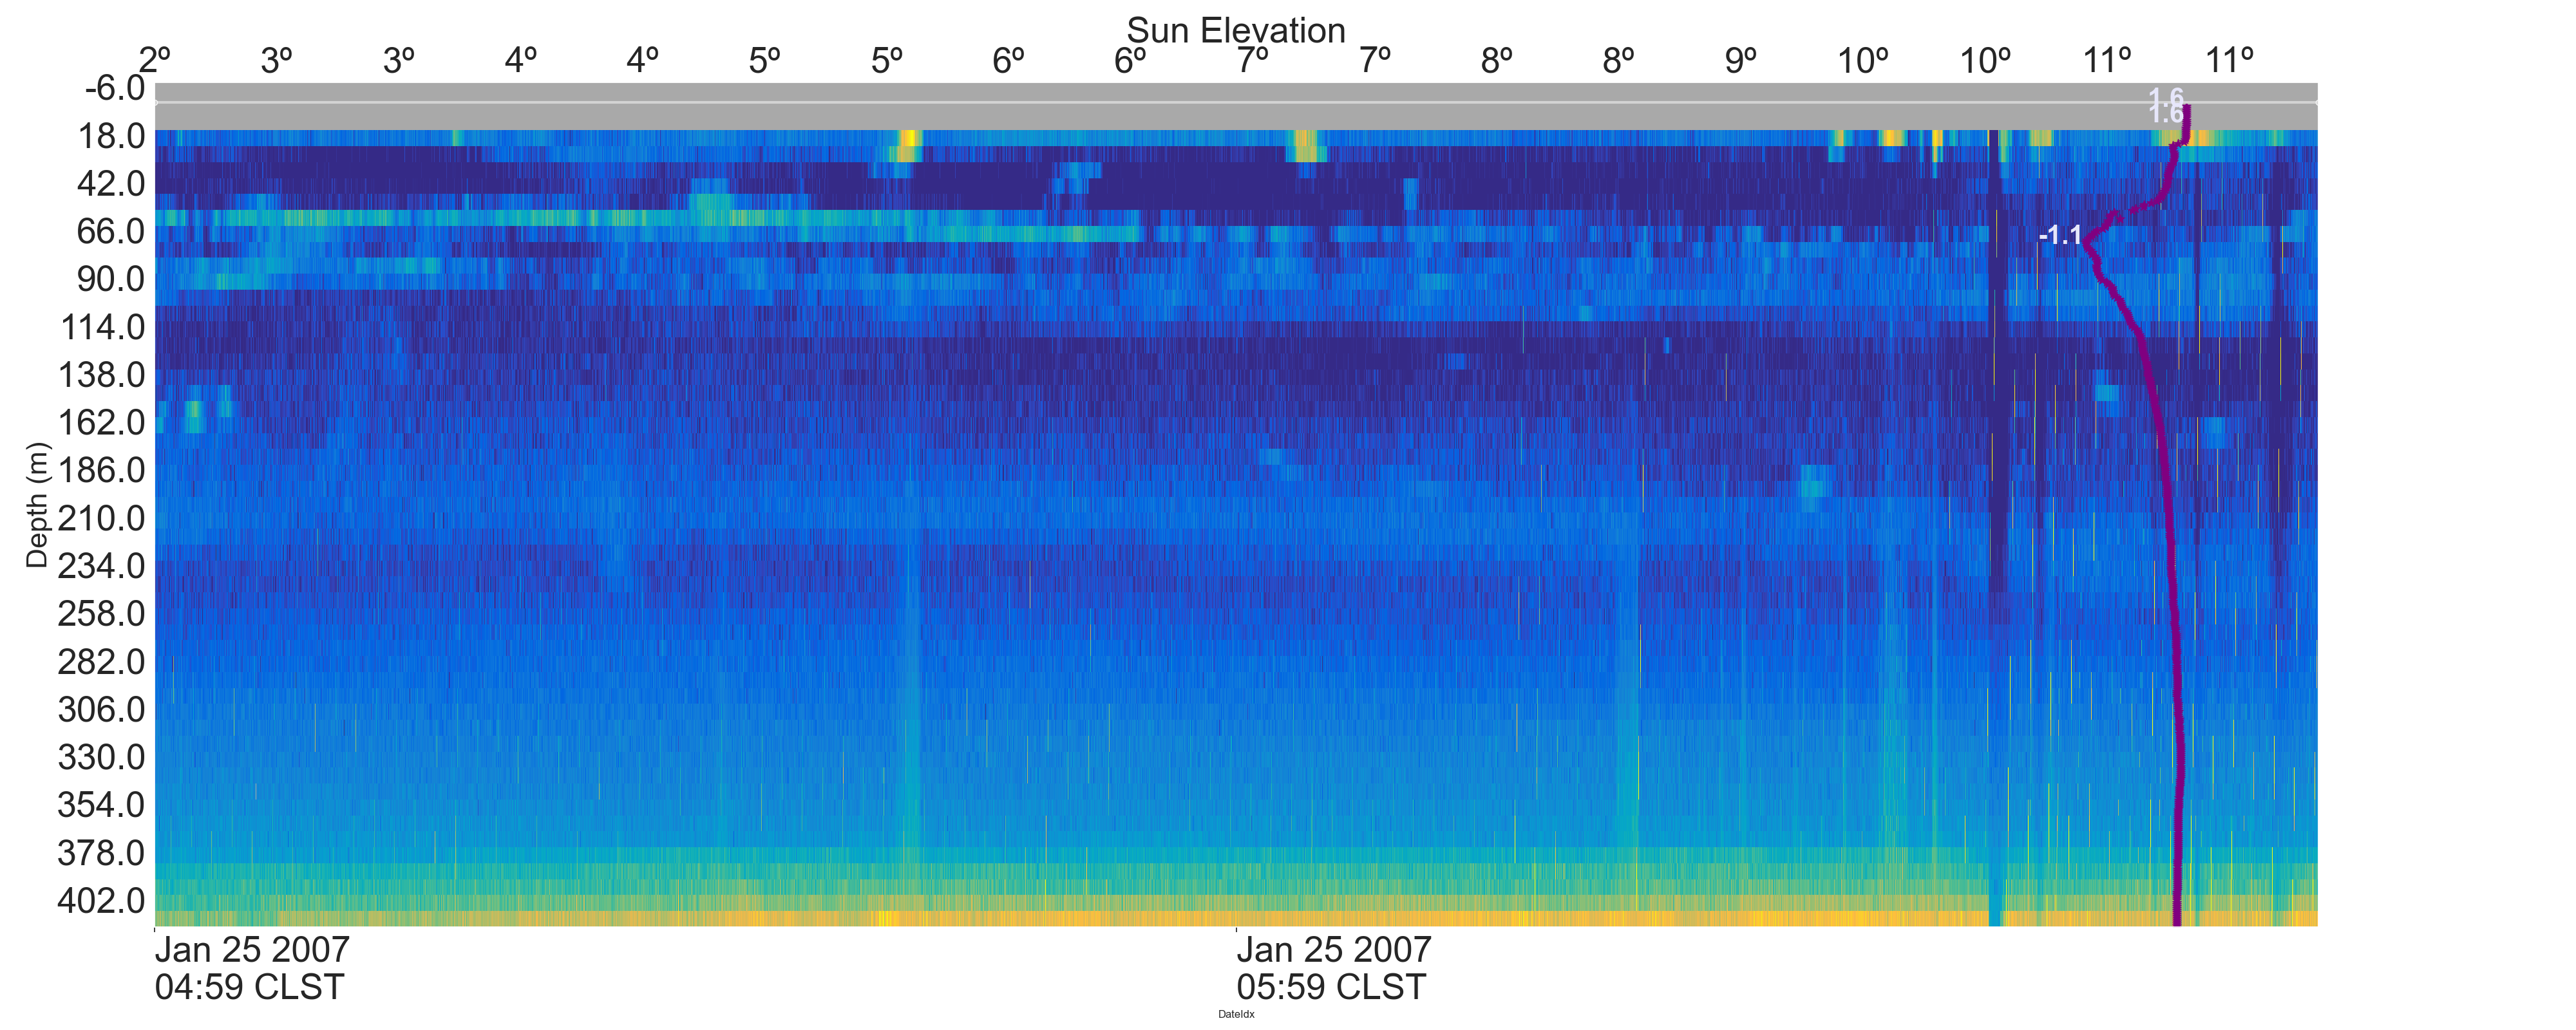 Sun Elevation
2º 3º 3º 4º 4º 5º 5º 6º 6º 7º 7º 8º 8º 9º 10º 10º 11º 11º
-6.0
1.6
1.6
18.0
42.0
66.0
-1.1
90.0
114.0
138.0
162.0
186.0
210.0
234.0
258.0
282.0
306.0
330.0
354.0
378.0
402.0
Depth (m)
Jan 25 2007
04:59 CLST
Jan 25 2007
05:59 CLST
DateIdx